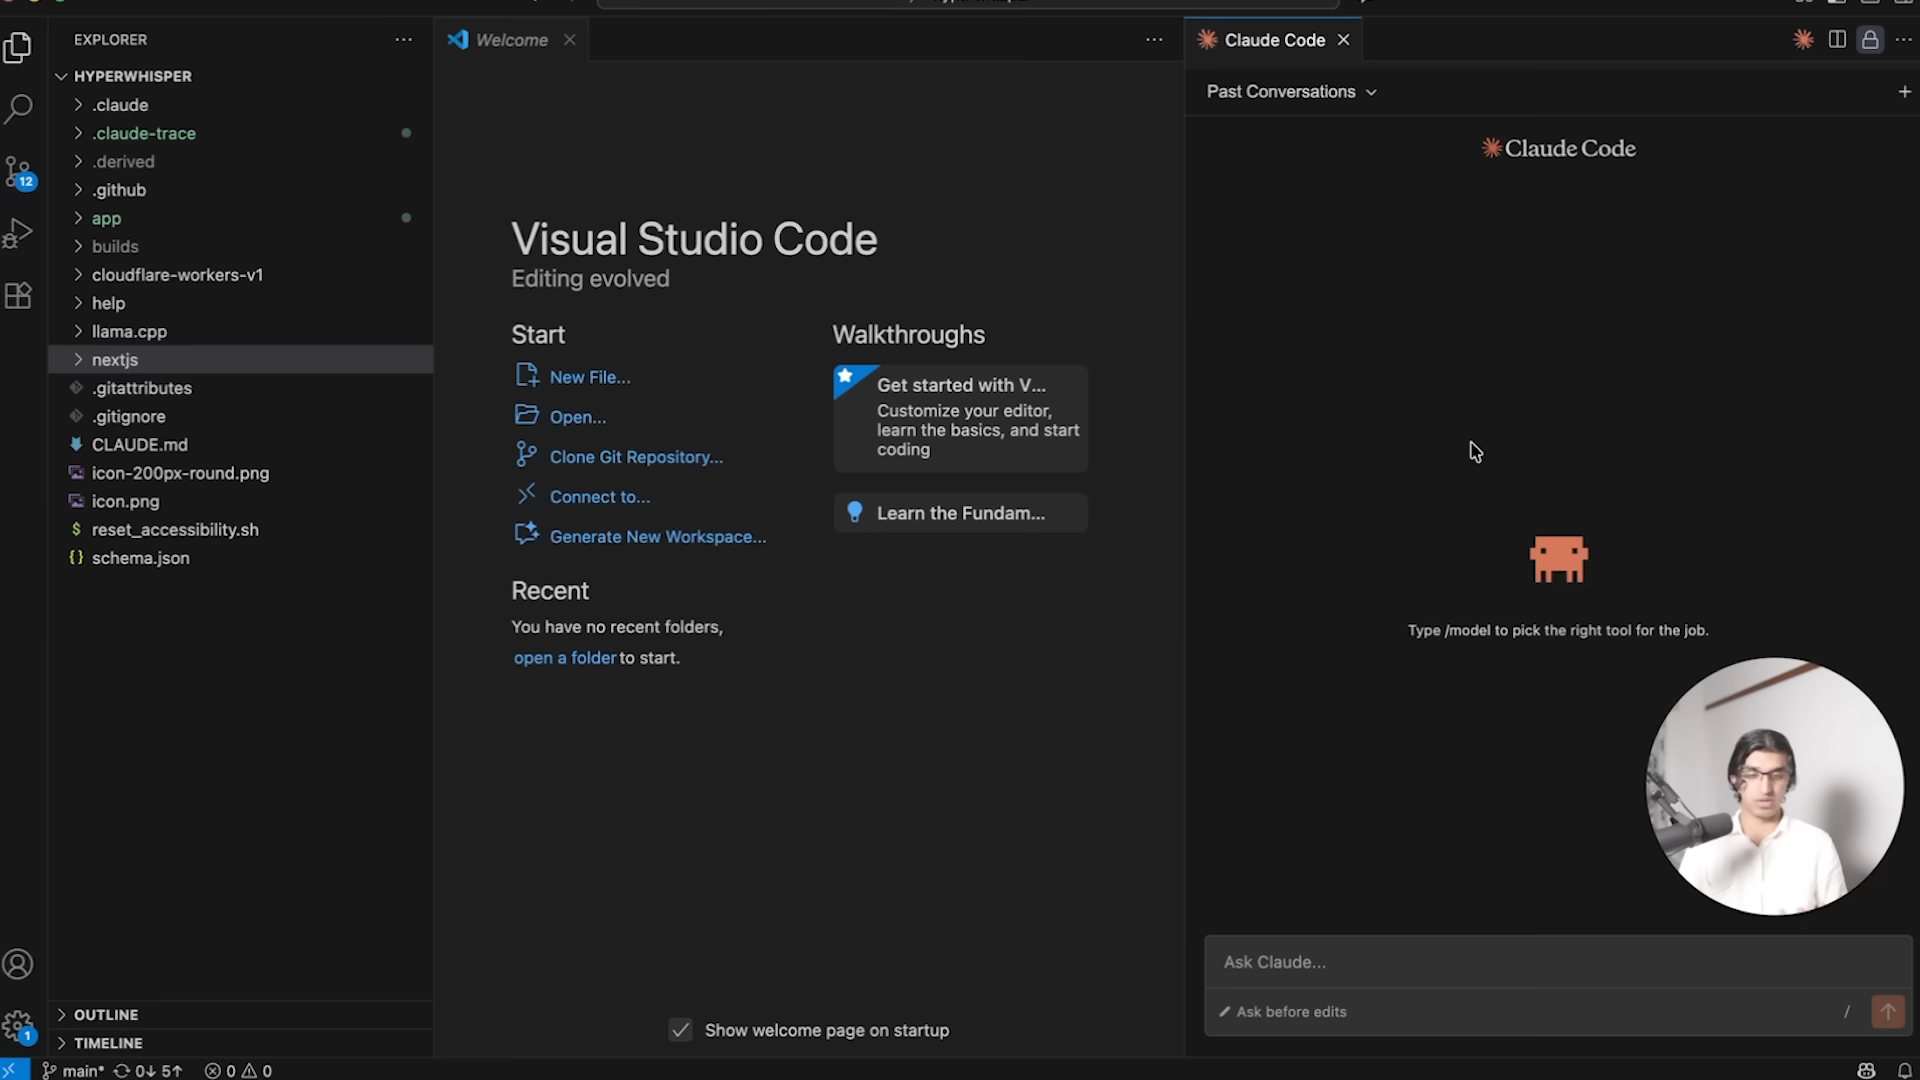 EXPLORER
HYPERWHISPER
.claude
.claude-trace
.derived
.github
app
builds
cloudflare-workers-v1
help
llama.cpp
nextjs
.gitattributes
.gitignore
CLAUDE.md
icon-200px-round.png
icon.png
$ reset_accessibility.sh
{} schema.json
OUTLINE
TIMELINE
12
1
Welcome
Visual Studio Code
Editing evolved
Start
New File...
Open...
Clone Git Repository...
Connect to...
Generate New Workspace...
Recent
You have no recent folders,
open a folder to start.
Walkthroughs
Get started with V...
Customize your editor,
learn the basics, and start
coding
Learn the Fundam...
Show welcome page on startup
Claude Code
Past Conversations
Claude Code
Type /model to pick the right tool for the job.
Ask Claude...
Ask before edits
/
main* 0↓ 5↑ 0 0